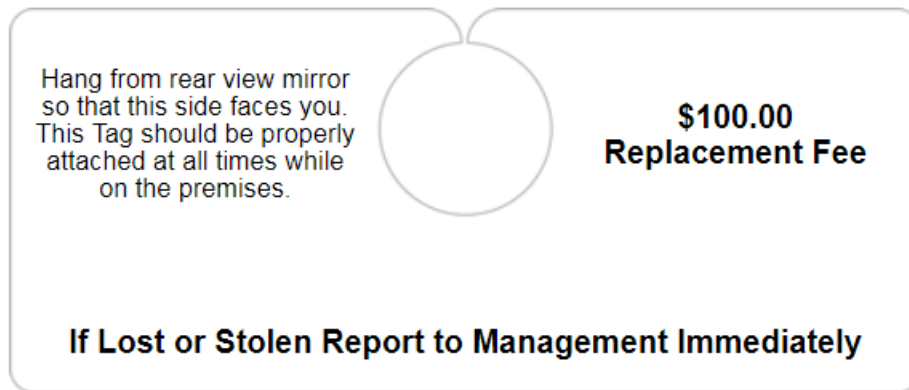 Hang from rear view mirror
so that this side faces you.
This Tag should be properly
attached at all times while
on the premises.
$100.00
Replacement Fee
If Lost or Stolen Report to Management Immediately